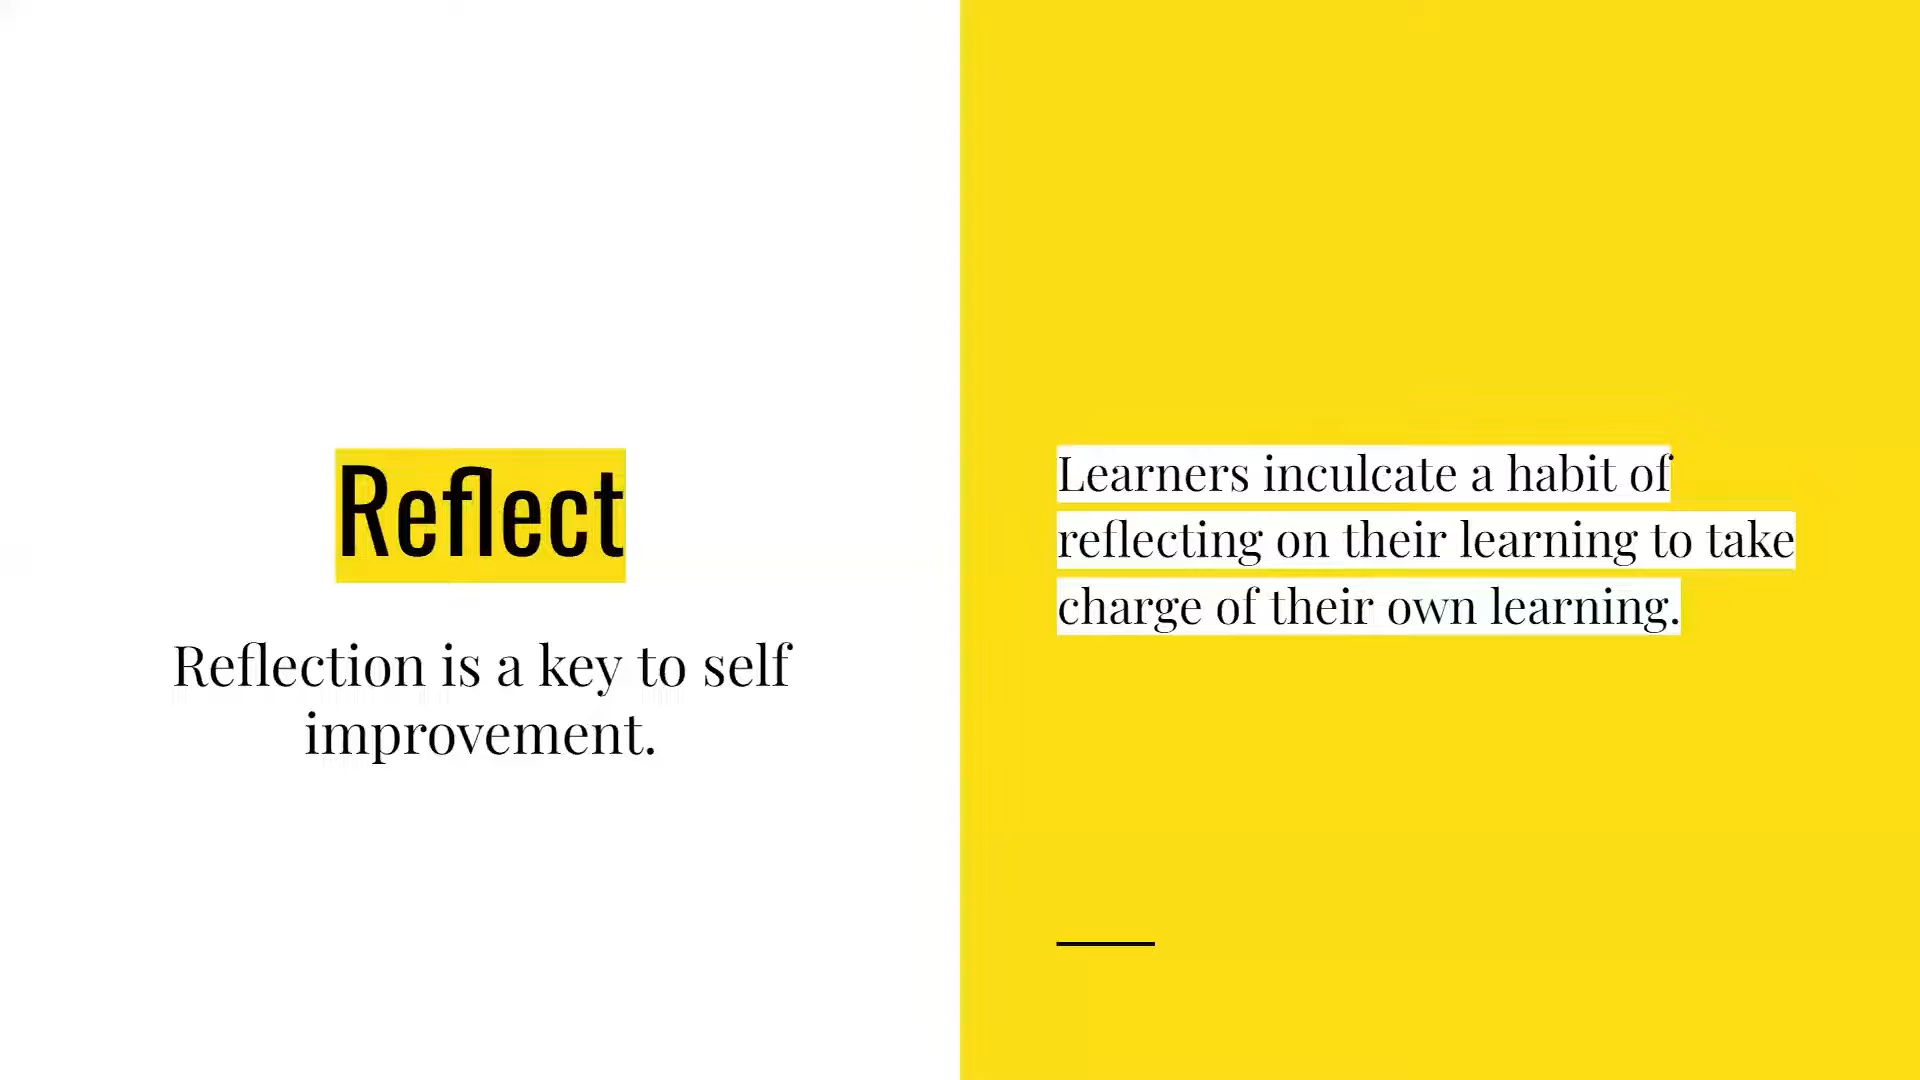 Reflect
Reflection is a key to self
improvement.
Learners inculcate a habit of
reflecting on their learning to take
charge of their own learning.